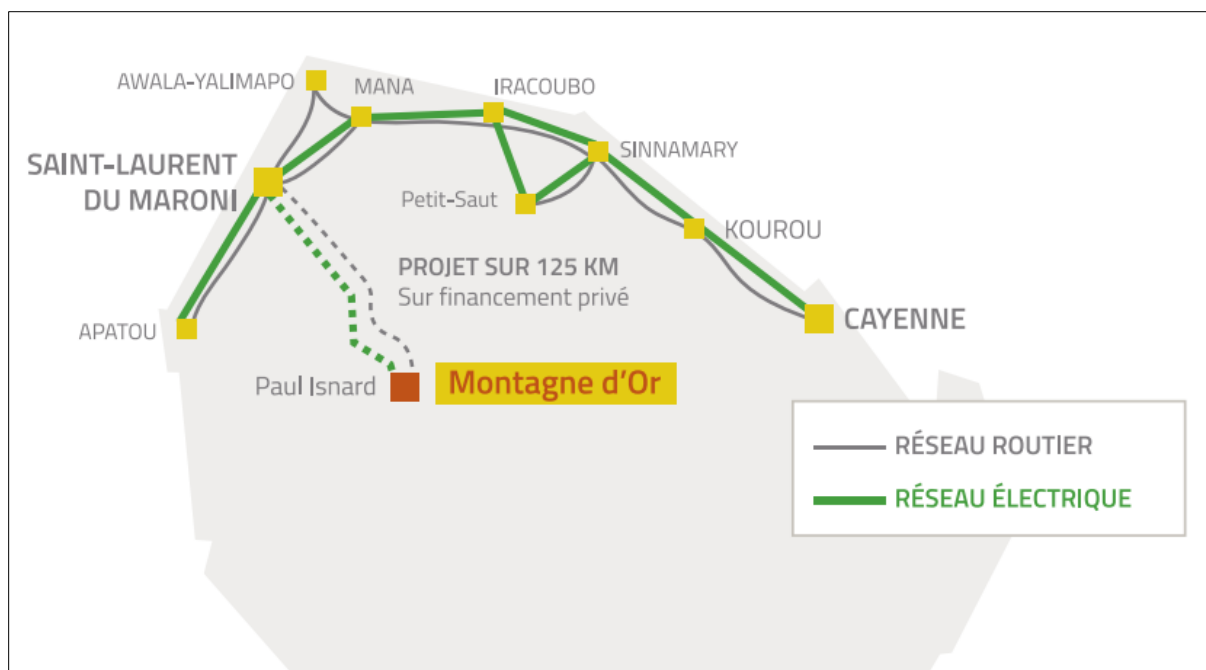 AWALA-YALIMAPO
MANA
IRACOUBO
SINNAMARY
SAINT-LAURENT
DU MARONI
Petit-Saut
KOUROU
PROJET SUR 125 KM
Sur financement privé
APATOU
CAYENNE
Paul Isnard
Montagne d'Or
RÉSEAU ROUTIER
RÉSEAU ÉLECTRIQUE